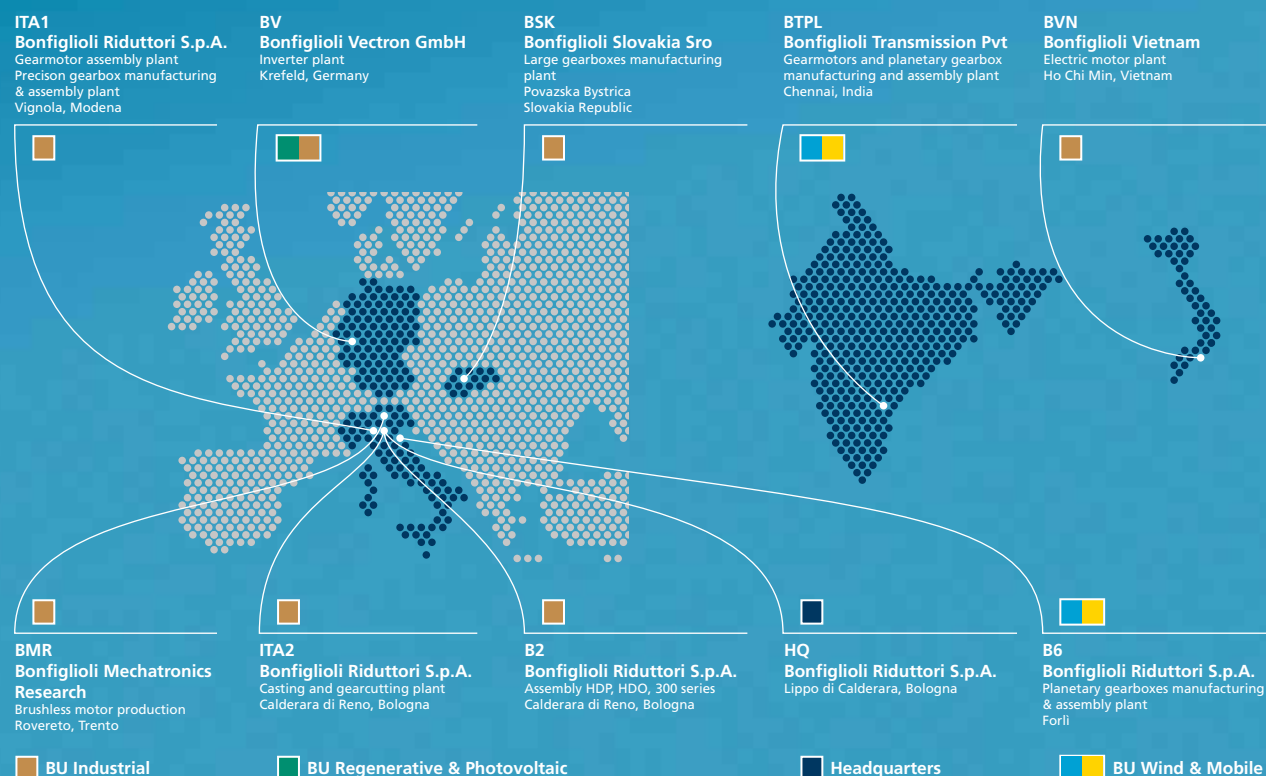 ITA1
Bonfiglioli Riduttori S.p.A.
Gearmotor assembly plant
Precison gearbox manufacturing
& assembly plant
Vignola, Modena
BV
Bonfiglioli Vectron GmbH
Inverter plant
Krefeld, Germany
BSK
Bonfiglioli Slovakia Sro
Large gearboxes manufacturing
plant
Povazska Bystrica
Slovakia Republic
BTPL
Bonfiglioli Transmission Pvt
Gearmotors and planetary gearbox
manufacturing and assembly plant
Chennai, India
BVN
Bonfiglioli Vietnam
Electric motor plant
Ho Chi Min, Vietnam
BMR
Bonfiglioli Mechatronics
Research
Brushless motor production
Rovereto, Trento
ITA2
Bonfiglioli Riduttori S.p.A.
Casting and gearcutting plant
Calderara di Reno, Bologna
B2
Bonfiglioli Riduttori S.p.A.
Assembly HDP, HDO, 300 series
Calderara di Reno, Bologna
HQ
Bonfiglioli Riduttori S.p.A.
Lippo di Calderara, Bologna
B6
Bonfiglioli Riduttori S.p.A.
Planetary gearboxes manufacturing
& assembly plant
Forlì
BU Industrial
BU Regenerative & Photovoltaic
Headquarters
BU Wind & Mobile